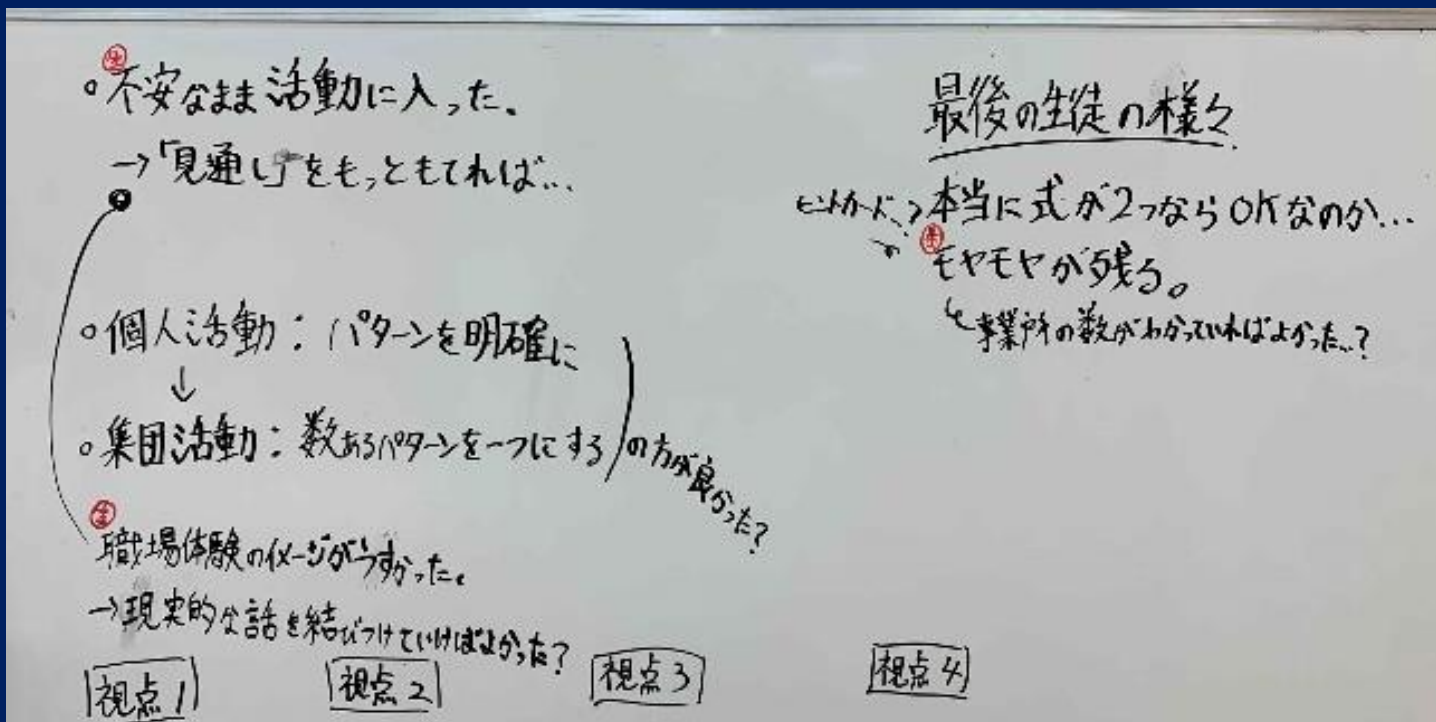 生
。不安なまま活動に入った。
→「見通し」をもっともてれば…
。個人活動：パターンを明確に
↓
。集団活動：数あるパターンを一つにする
の方が良かった？
生
職場体験のイメージがうすかった。
→現実的な話を結びつけていけばよかった？
視点1
視点2
視点3
視点4
最後の生徒の様々
ヒントカード→本当に式が2つならOKなのか…
モヤモヤが残る。
事業所の数がわかっていればよかった…？